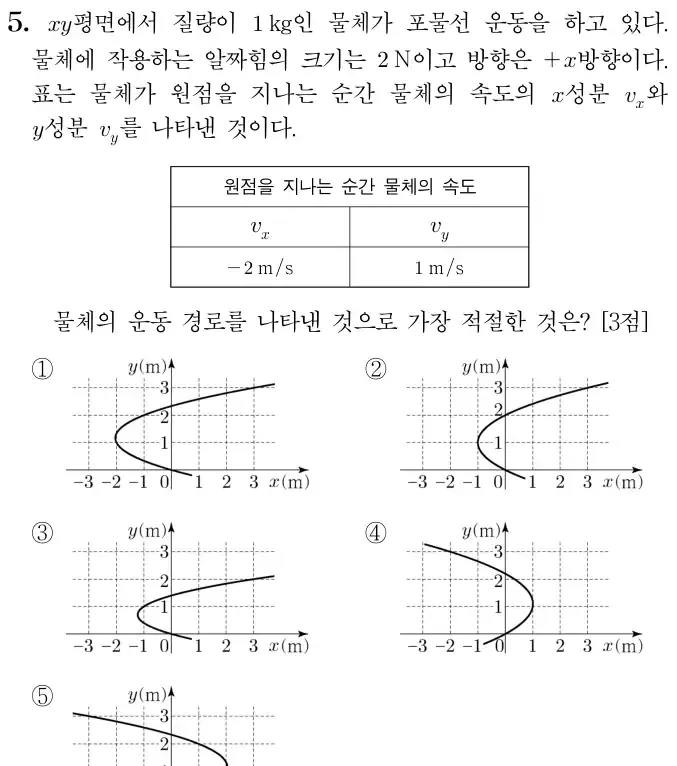 5. xy평면에서 질량이 1kg인 물체가 포물선 운동을 하고 있다.
물체에 작용하는 알짜힘의 크기는 2N이고 방향은 +x방향이다.
표는 물체가 원점을 지나는 순간 물체의 속도의 x성분 vₓ와
y성분 v_y를 나타낸 것이다.
원점을 지나는 순간 물체의 속도
vₓ v_y
-2m/s 1m/s
물체의 운동 경로를 나타낸 것으로 가장 적절한 것은? [3점]
①
y(m)
3
2
1
-3 -2 -1 0 1 2 3 x(m)
②
y(m)
3
2
1
-3 -2 -1 0 1 2 3 x(m)
③
y(m)
3
2
1
-3 -2 -1 0 1 2 3 x(m)
④
y(m)
3
2
1
-3 -2 -1 0 1 2 3 x(m)
⑤
y(m)
3
2